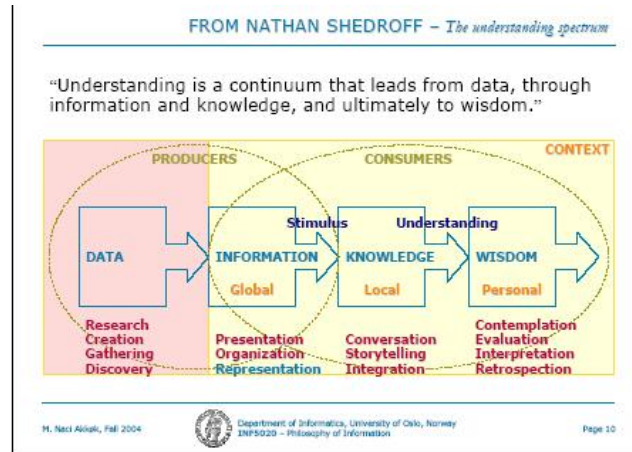 FROM NATHAN SHEDROFF – The understanding spectrum
“Understanding is a continuum that leads from data, through
information and knowledge, and ultimately to wisdom.”
CONTEXT
PRODUCERS CONSUMERS
Stimulus Understanding
DATA INFORMATION KNOWLEDGE WISDOM
Global Local Personal
Research
Creation
Gathering
Discovery
Presentation
Organization
Representation
Conversation
Storytelling
Integration
Contemplation
Evaluation
Interpretation
Retrospection
M. Naci Akkøk, Fall 2004
Department of Informatics, University of Oslo, Norway
INF5020 – Philosophy of Information
Page 10